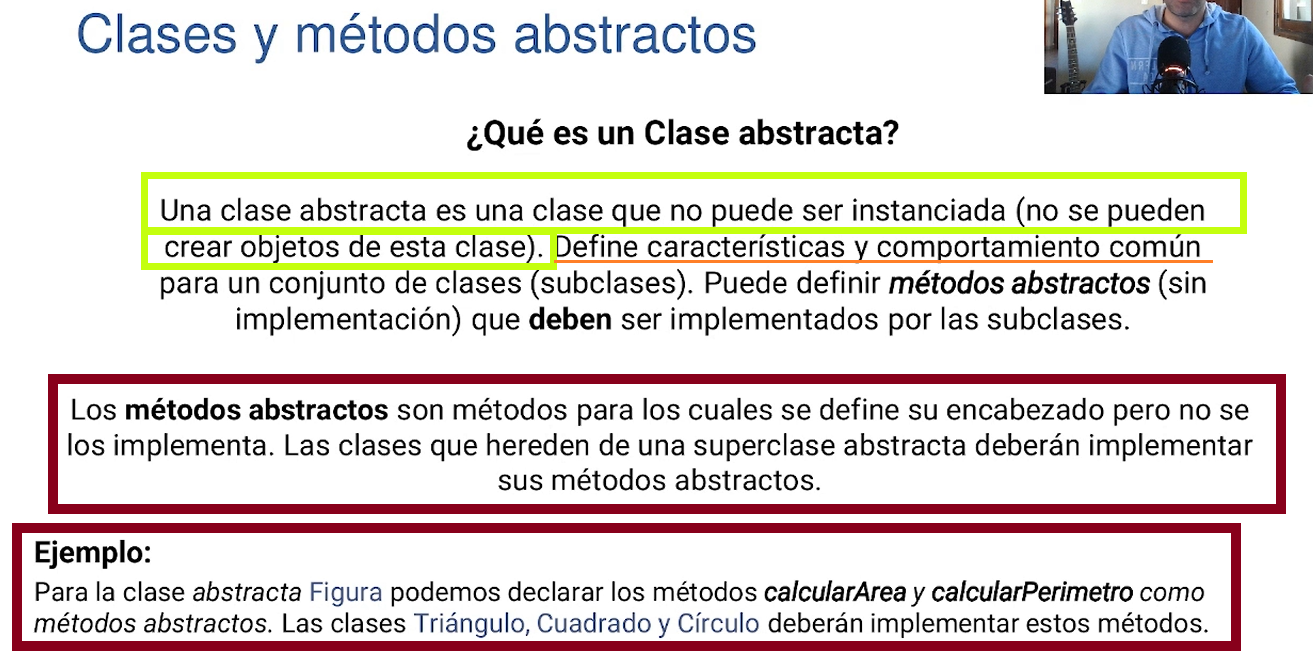 Clases y métodos abstractos
¿Qué es un Clase abstracta?
Una clase abstracta es una clase que no puede ser instanciada (no se pueden
crear objetos de esta clase). Define características y comportamiento común
para un conjunto de clases (subclases). Puede definir métodos abstractos (sin
implementación) que deben ser implementados por las subclases.
Los métodos abstractos son métodos para los cuales se define su encabezado pero no se
los implementa. Las clases que hereden de una superclase abstracta deberán implementar
sus métodos abstractos.
Ejemplo:
Para la clase abstracta Figura podemos declarar los métodos calcularArea y calcularPerimetro como
métodos abstractos. Las clases Triángulo, Cuadrado y Círculo deberán implementar estos métodos.